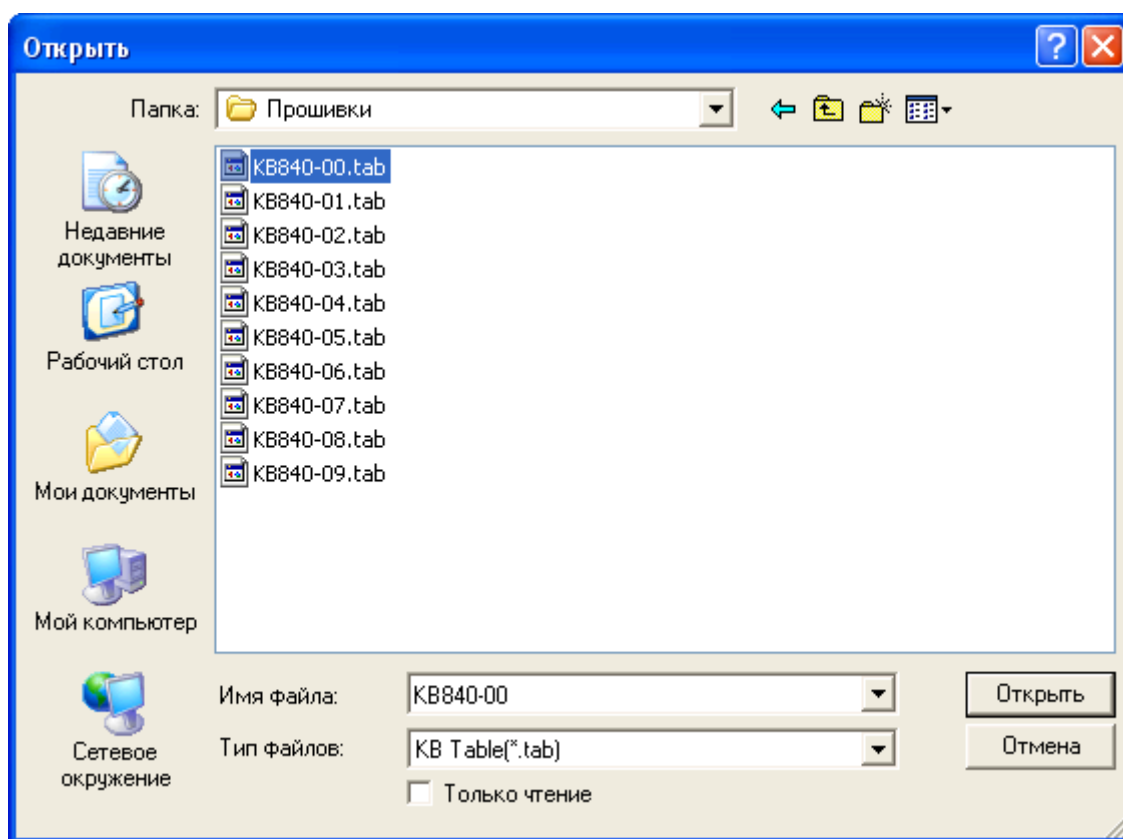 Открыть
Папка: Прошивки
KB840-00.tab
KB840-01.tab
KB840-02.tab
KB840-03.tab
KB840-04.tab
KB840-05.tab
KB840-06.tab
KB840-07.tab
KB840-08.tab
KB840-09.tab
Недавние
документы
Рабочий стол
Мои документы
Мой компьютер
Сетевое
окружение
Имя файла: KB840-00 Открыть
Тип файлов: KB Table(*.tab) Отмена
Только чтение